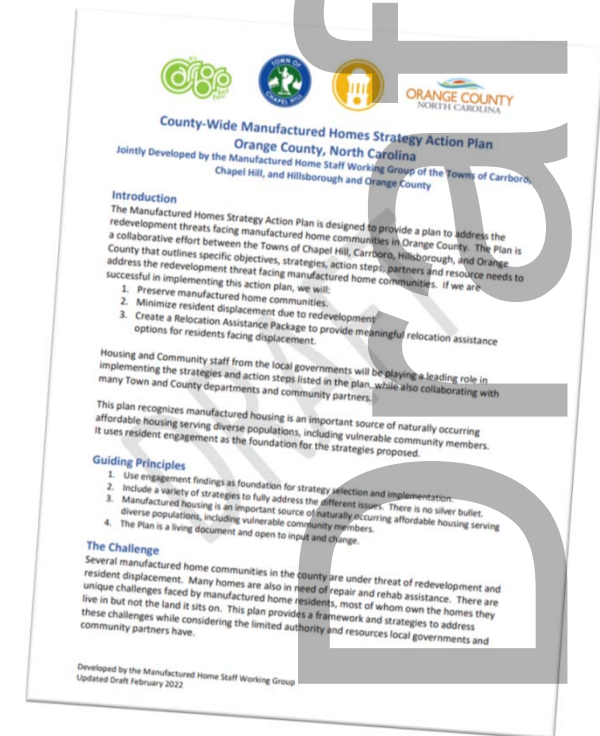 Carrboro
TOWN OF
CHAPEL HILL
ORANGE COUNTY
NORTH CAROLINA
County-Wide Manufactured Homes Strategy Action Plan
Orange County, North Carolina
Jointly Developed by the Manufactured Home Staff Working Group of the Towns of Carrboro,
Chapel Hill, and Hillsborough and Orange County
Introduction
The Manufactured Homes Strategy Action Plan is designed to provide a plan to address the
redevelopment threats facing manufactured home communities in Orange County. The Plan is
a collaborative effort between the Towns of Chapel Hill, Carrboro, Hillsborough, and Orange
County that outlines specific objectives, strategies, action steps, partners and resource needs to
address the redevelopment threat facing manufactured home communities. If we are
successful in implementing this action plan, we will:
1. Preserve manufactured home communities.
2. Minimize resident displacement due to redevelopment
3. Create a Relocation Assistance Package to provide meaningful relocation assistance
options for residents facing displacement.
Housing and Community staff from the local governments will be playing a leading role in
implementing the strategies and action steps listed in the plan, while also collaborating with
many Town and County departments and community partners.
This plan recognizes manufactured housing is an important source of naturally occurring
affordable housing serving diverse populations, including vulnerable community members.
It uses resident engagement as the foundation for the strategies proposed.
Guiding Principles
1. Use engagement findings as foundation for strategy selection and implementation.
2. Include a variety of strategies to fully address the different issues. There is no silver bullet.
3. Manufactured housing is an important source of naturally occurring affordable housing serving
diverse populations, including vulnerable community members.
4. The Plan is a living document and open to input and change.
The Challenge
Several manufactured home communities in the county are under threat of redevelopment and
resident displacement. Many homes are also in need of repair and rehab assistance. There are
unique challenges faced by manufactured home residents, most of whom own the homes they
live in but not the land it sits on. This plan provides a framework and strategies to address
these challenges while considering the limited authority and resources local governments and
community partners have.
Developed by the Manufactured Home Staff Working Group
Updated Draft February 2022
DRAFT
Draf